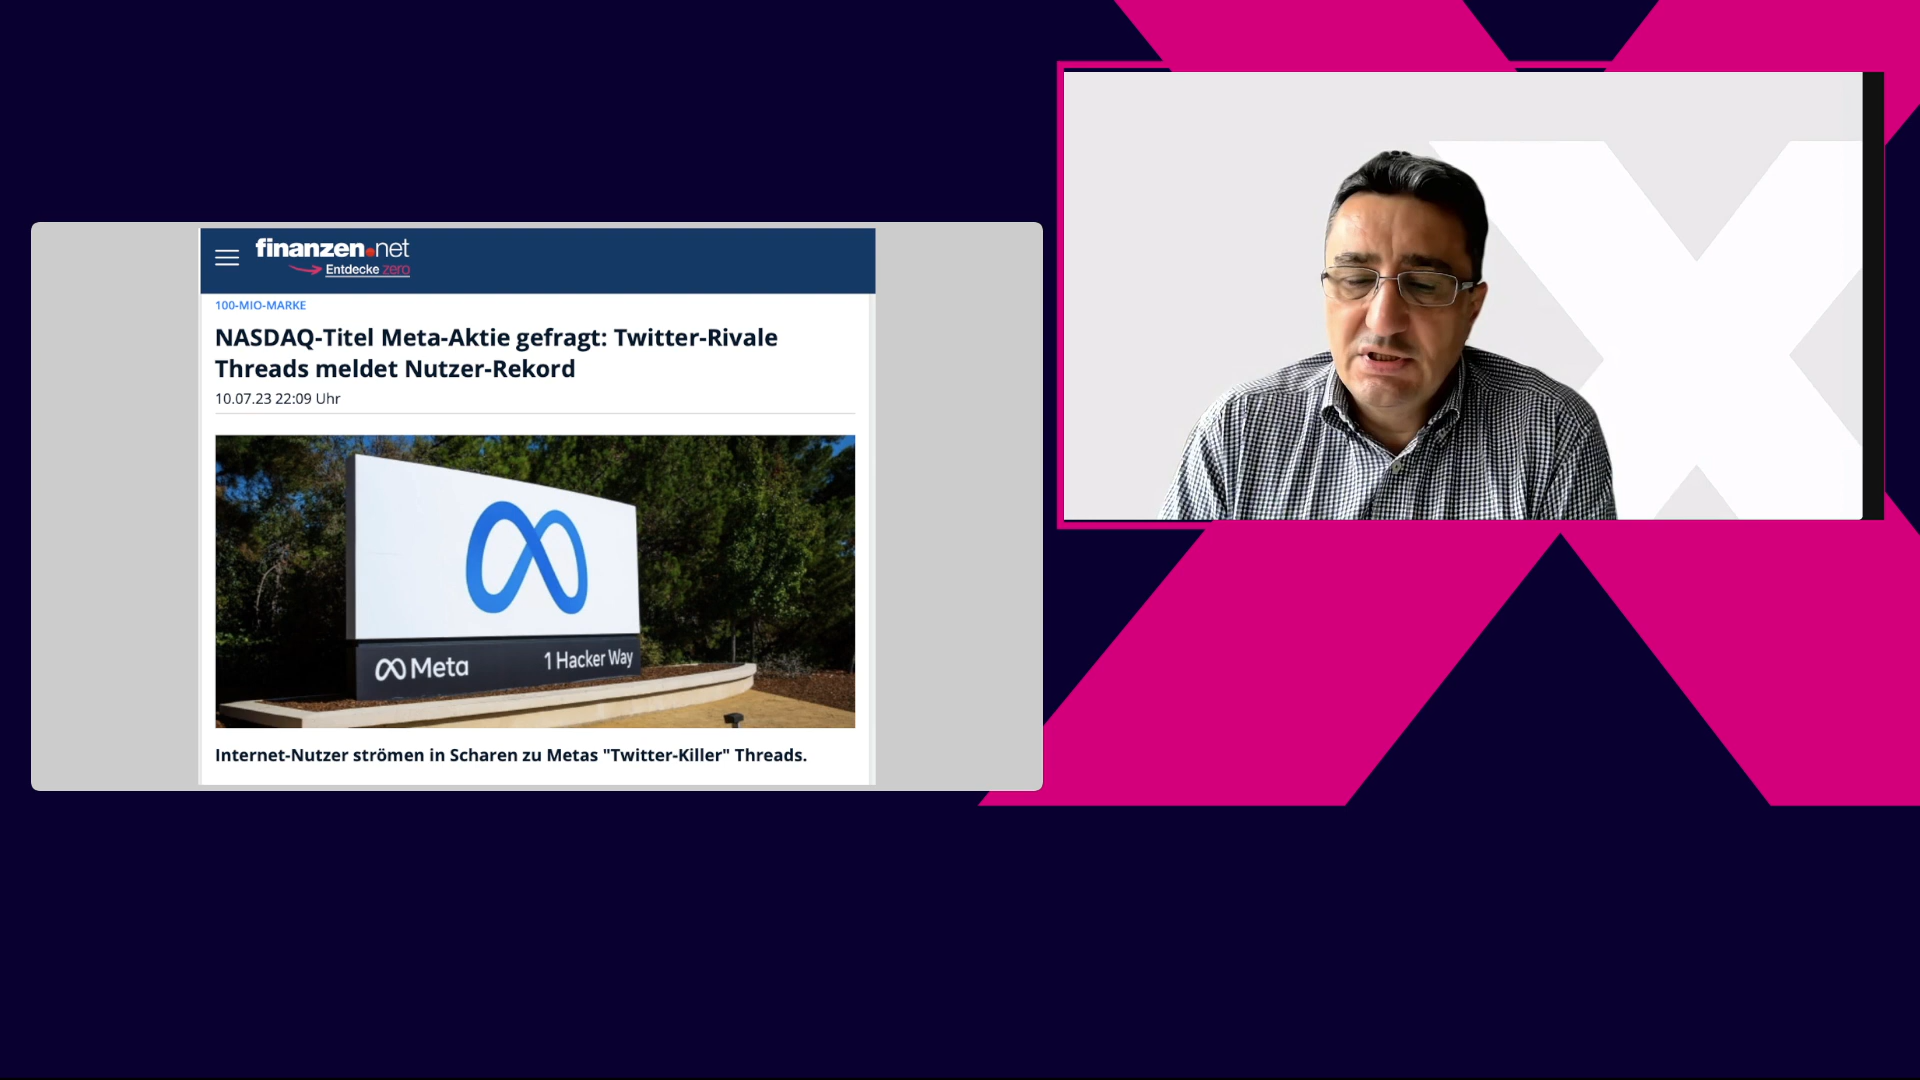 finanzen.net
Entdecke zero
100-MIO-MARKE
NASDAQ-Titel Meta-Aktie gefragt: Twitter-Rivale
Threads meldet Nutzer-Rekord
10.07.23 22:09 Uhr
Meta
1 Hacker Way
Internet-Nutzer strömen in Scharen zu Metas "Twitter-Killer" Threads.